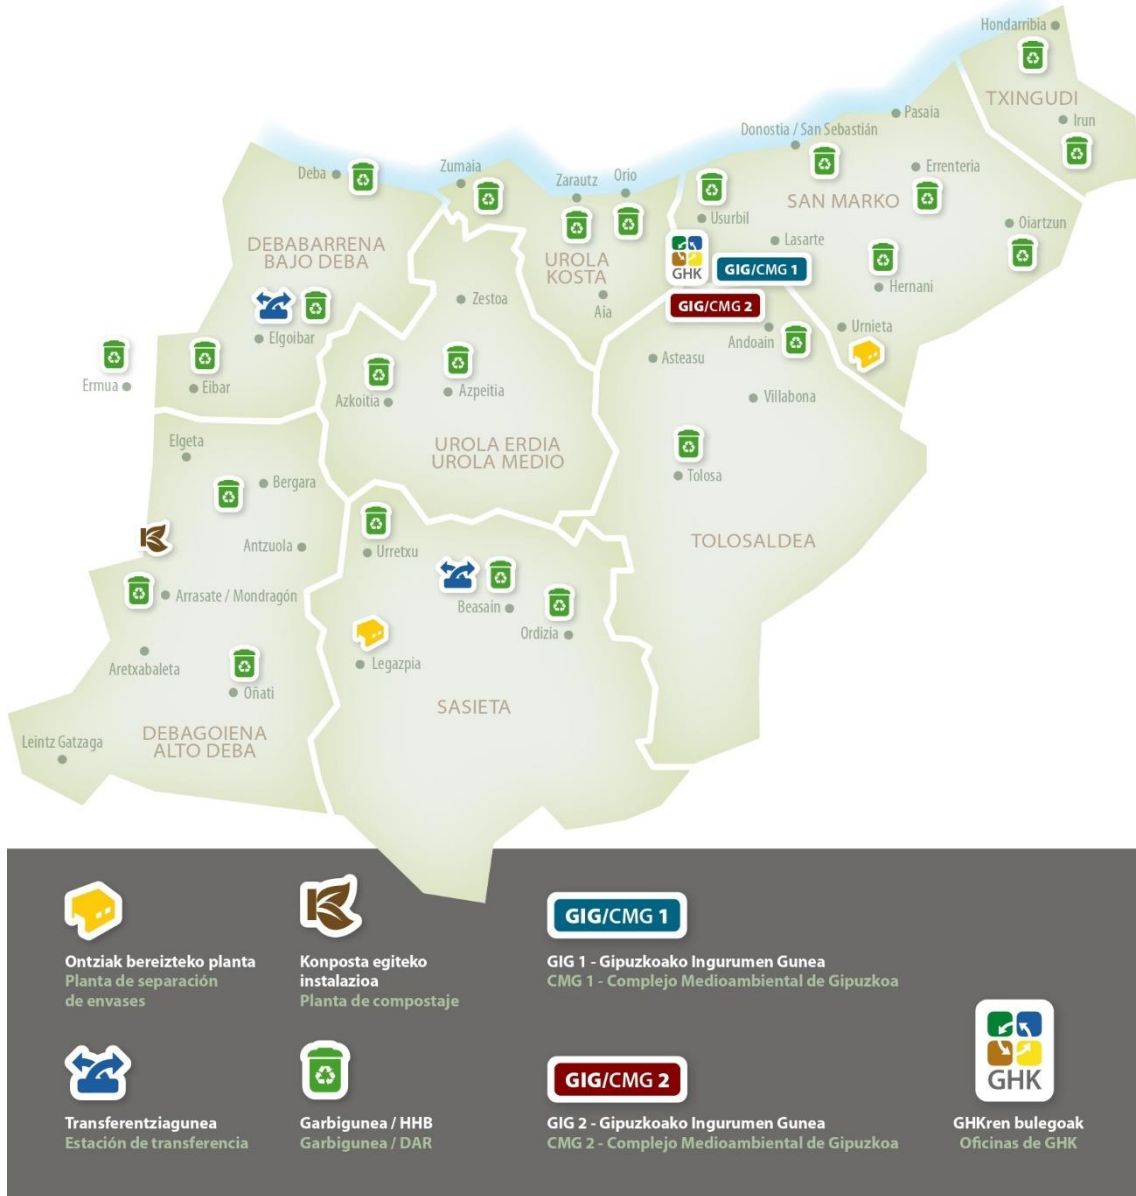 Hondarribia
TXINGUDI
Irun
Pasaia
Donostia / San Sebastián
Errenteria
SAN MARKO
Oiartzun
Usurbil
Lasarte
Hernani
Urnieta
GHK
GIG/CMG 1
GIG/CMG 2
Deba
Zumaia
Zarautz
Orio
DEBABARRENA
BAJO DEBA
UROLA
KOSTA
Aia
Zestoa
Elgoibar
Ermua
Eibar
Azkoitia
Azpeitia
UROLA ERDIA
UROLA MEDIO
Andoain
Asteasu
Villabona
Tolosa
TOLOSALDEA
Elgeta
Bergara
Antzuola
Arrasate / Mondragón
Aretxabaleta
Oñati
DEBAGOIENA
ALTO DEBA
Leintz Gatzaga
Urretxu
Beasain
Ordizia
Legazpia
SASIETA
Ontziak bereizteko planta
Planta de separación
de envases
Konposta egiteko
instalazioa
Planta de compostaje
GIG/CMG 1
GIG 1 - Gipuzkoako Ingurumen Gunea
CMG 1 - Complejo Medioambiental de Gipuzkoa
Transferentziagunea
Estación de transferencia
Garbigunea / HHB
Garbigunea / DAR
GIG/CMG 2
GIG 2 - Gipuzkoako Ingurumen Gunea
CMG 2 - Complejo Medioambiental de Gipuzkoa
GHK
GHKren bulegoak
Oficinas de GHK